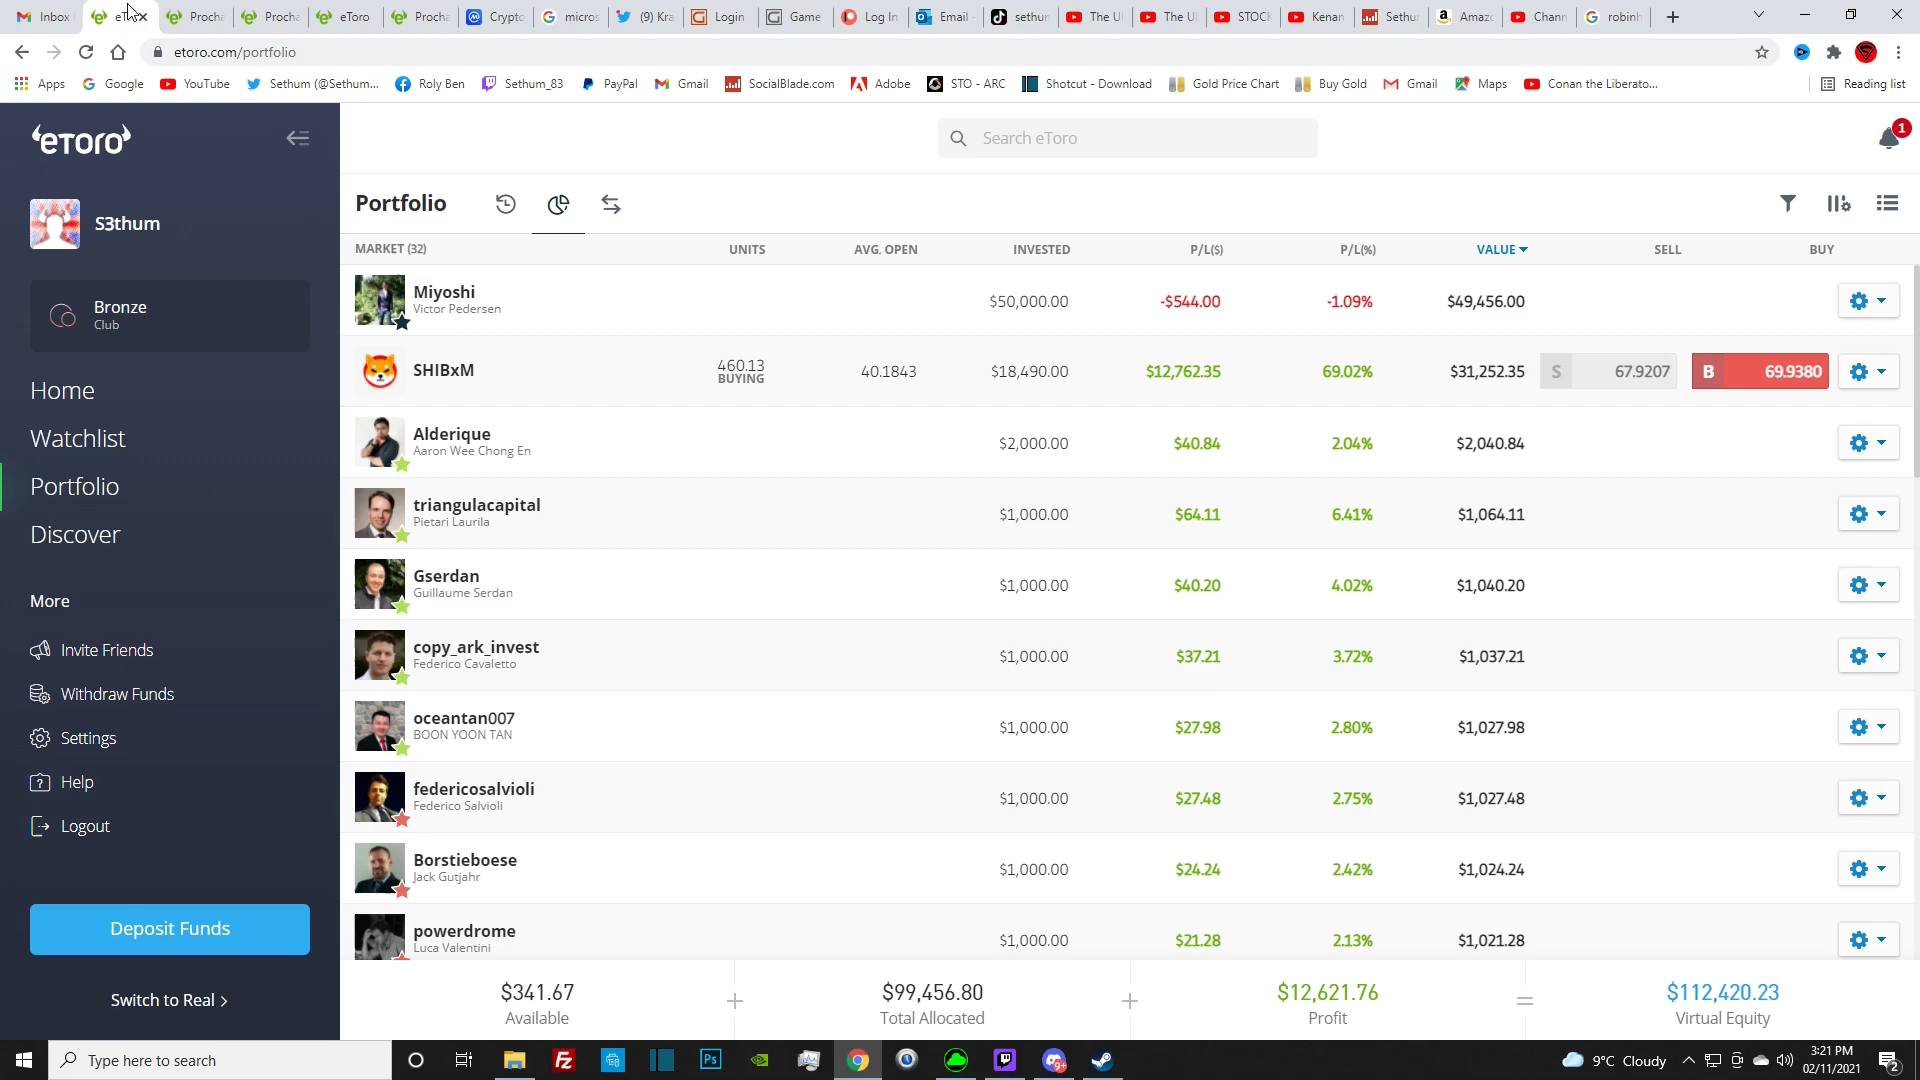 Inbox eTo Procha Procha eToro Procha Crypto micros (9) Kra Login Game Log In Email - sethum The Ul The Ul STOCK Kenan Sethur Amazo Chann robinh
etoro.com/portfolio
Apps Google YouTube Sethum (@Sethum... Roly Ben Sethum_83 PayPal Gmail SocialBlade.com Adobe STO - ARC Shotcut - Download Gold Price Chart Buy Gold Gmail Maps Conan the Liberato... Reading list
eTORO
Search eToro
1
S3thum
Bronze
Club
Home
Watchlist
Portfolio
Discover
More
Invite Friends
Withdraw Funds
Settings
Help
Logout
Deposit Funds
Switch to Real >
Portfolio
MARKET (32) UNITS AVG. OPEN INVESTED P/L($) P/L(%) VALUE SELL BUY
Miyoshi
Victor Pedersen
$50,000.00 -$544.00 -1.09% $49,456.00
SHIBxM
460.13
BUYING
40.1843 $18,490.00 $12,762.35 69.02% $31,252.35 S 67.9207 B 69.9380
Alderique
Aaron Wee Chong En
$2,000.00 $40.84 2.04% $2,040.84
triangulacapital
Pietari Laurila
$1,000.00 $64.11 6.41% $1,064.11
Gserdan
Guillaume Serdan
$1,000.00 $40.20 4.02% $1,040.20
copy_ark_invest
Federico Cavaletto
$1,000.00 $37.21 3.72% $1,037.21
oceantan007
BOON YOON TAN
$1,000.00 $27.98 2.80% $1,027.98
federicosalvioli
Federico Salvioli
$1,000.00 $27.48 2.75% $1,027.48
Borstieboese
Jack Gutjahr
$1,000.00 $24.24 2.42% $1,024.24
powerdrome
Luca Valentini
$1,000.00 $21.28 2.13% $1,021.28
$341.67 + $99,456.80 + $12,621.76 = $112,420.23
Available Total Allocated Profit Virtual Equity
Type here to search
Ps
9+
9°C Cloudy
3:21 PM
02/11/2021
2